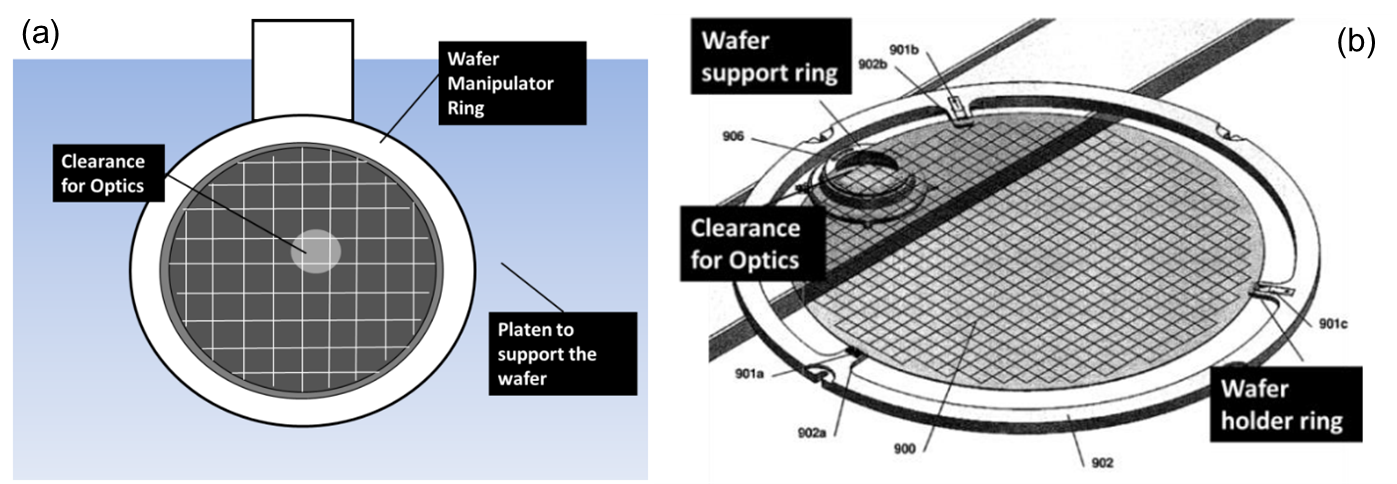 (a)
Wafer
Manipulator
Ring
Clearance
for Optics
Platen to
support the
wafer
(b)
Wafer
support ring
901b
902b
906
Clearance
for Optics
901c
901a
Wafer
holder ring
902a
900
902